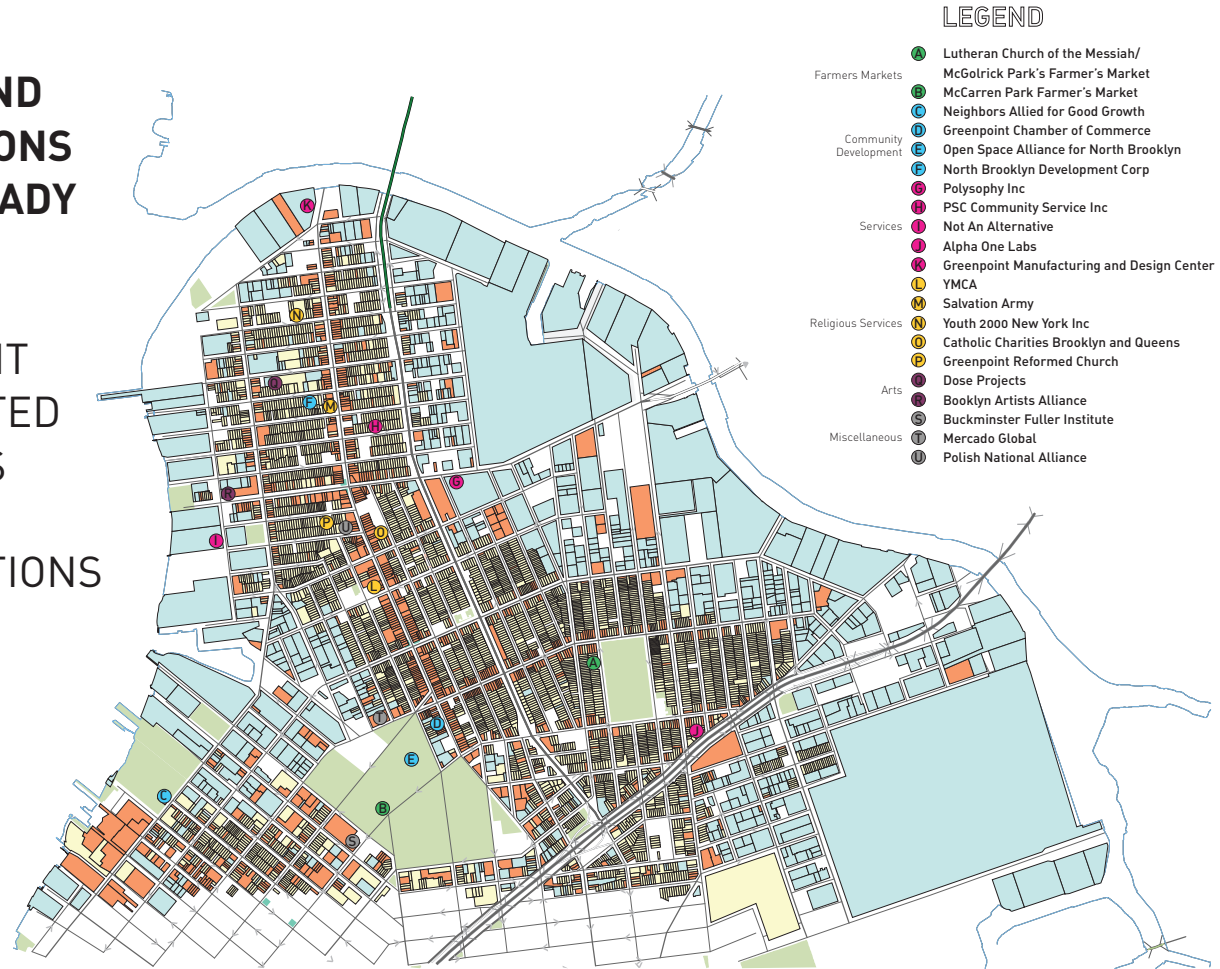 ND
ONS
ADY
IT
TED
S
TIONS
LEGEND
Farmers Markets
A Lutheran Church of the Messiah/
McGolrick Park's Farmer's Market
B McCarren Park Farmer's Market
Community
Development
C Neighbors Allied for Good Growth
D Greenpoint Chamber of Commerce
E Open Space Alliance for North Brooklyn
F North Brooklyn Development Corp
Services
G Polysophy Inc
H PSC Community Service Inc
I Not An Alternative
J Alpha One Labs
K Greenpoint Manufacturing and Design Center
Religious Services
L YMCA
M Salvation Army
N Youth 2000 New York Inc
O Catholic Charities Brooklyn and Queens
P Greenpoint Reformed Church
Arts
Q Dose Projects
R Booklyn Artists Alliance
Miscellaneous
S Buckminster Fuller Institute
T Mercado Global
U Polish National Alliance
K
N
Q
F
M
H
G
R
P
U
O
I
L
A
T
D
J
E
C
B
S